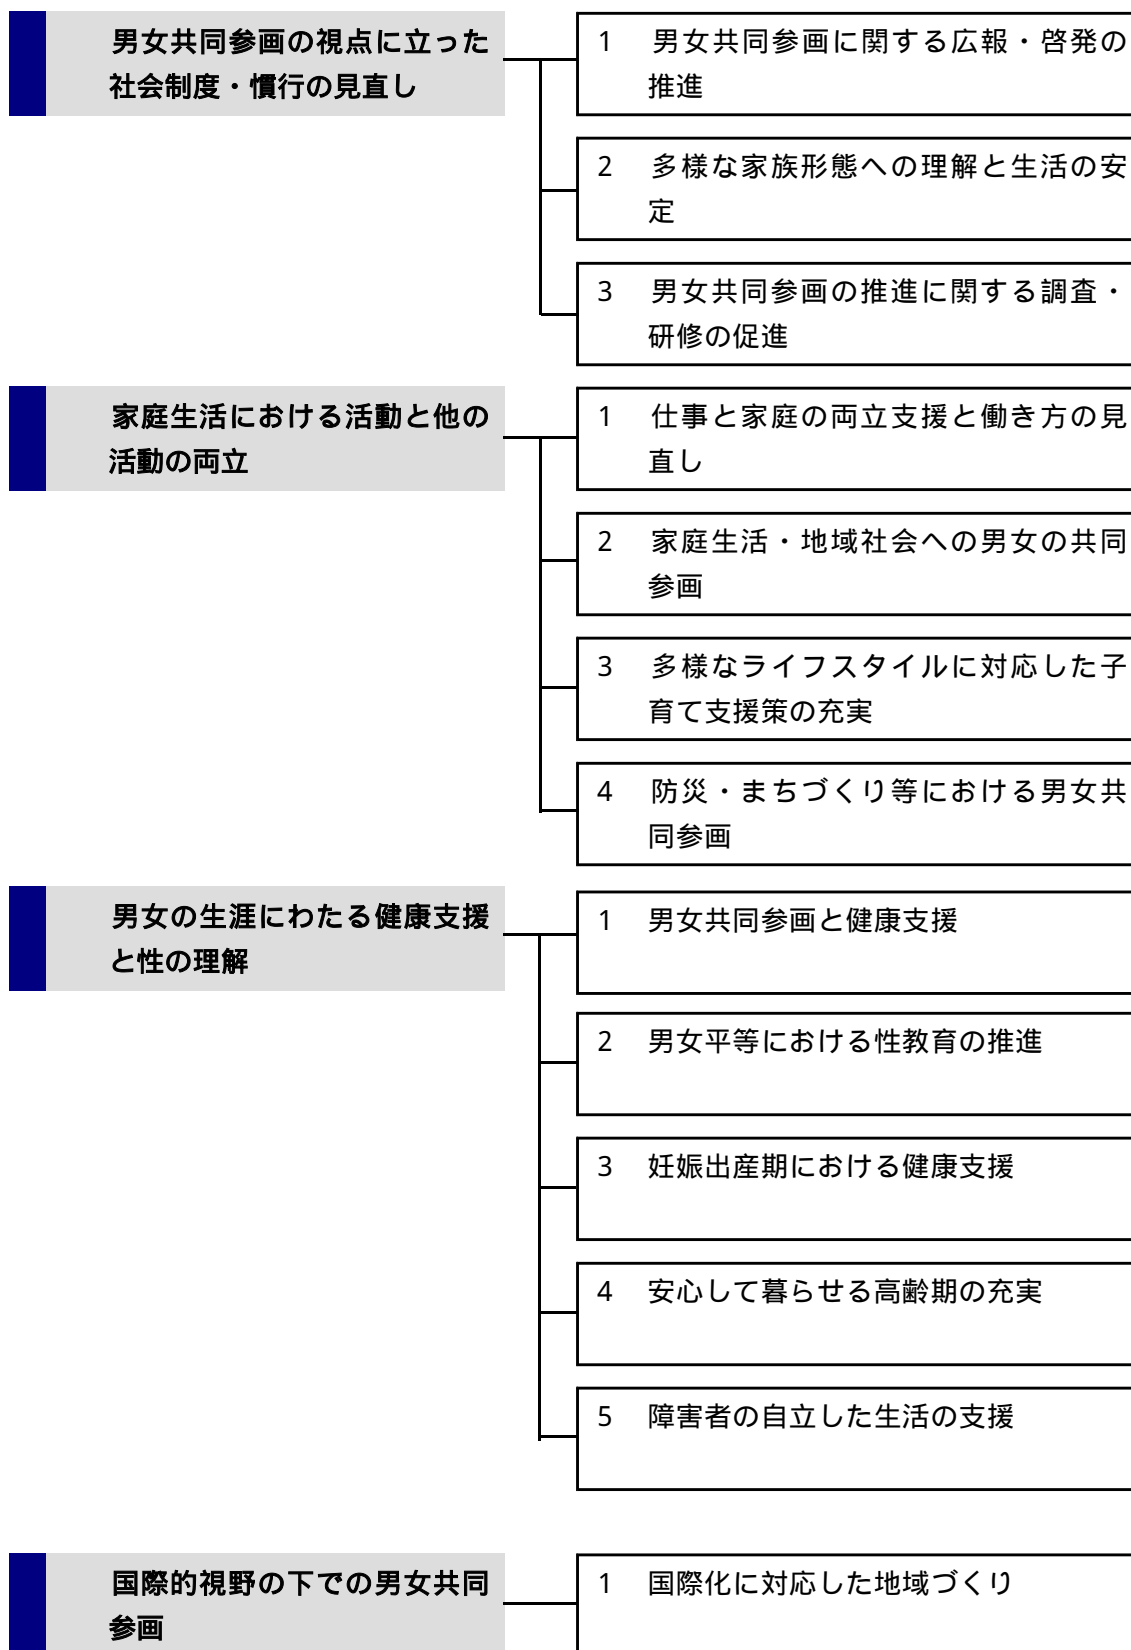 男女共同参画の視点に立った
社会制度・慣行の見直し
1 男女共同参画に関する広報・啓発の
推進
2 多様な家族形態への理解と生活の安
定
3 男女共同参画の推進に関する調査・
研修の促進
家庭生活における活動と他の
活動の両立
1 仕事と家庭の両立支援と働き方の見
直し
2 家庭生活・地域社会への男女の共同
参画
3 多様なライフスタイルに対応した子
育て支援策の充実
4 防災・まちづくり等における男女共
同参画
男女の生涯にわたる健康支援
と性の理解
1 男女共同参画と健康支援
2 男女平等における性教育の推進
3 妊娠出産期における健康支援
4 安心して暮らせる高齢期の充実
5 障害者の自立した生活の支援
国際的視野の下での男女共同
参画
1 国際化に対応した地域づくり